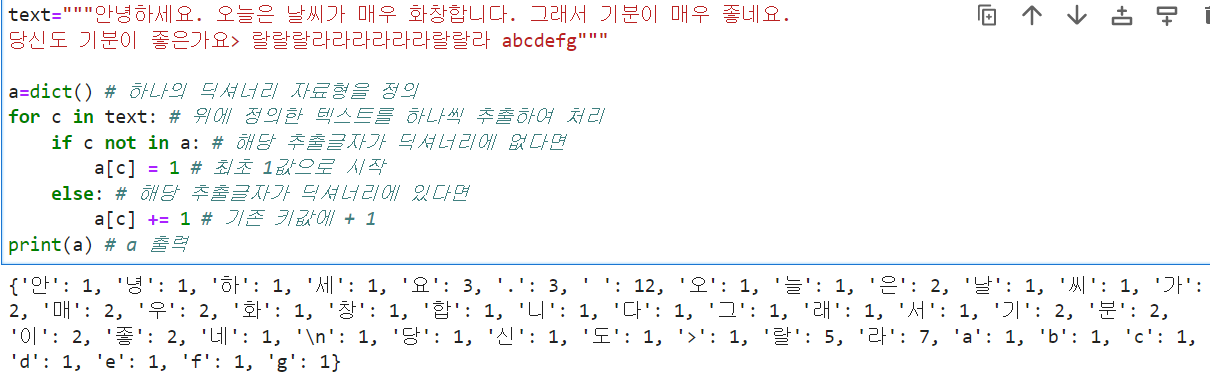 text="""안녕하세요. 오늘은 날씨가 매우 화창합니다. 그래서 기분이 매우 좋네요.
당신도 기분이 좋은가요> 랄랄랄라라라라라라랄랄라 abcdefg"""
a=dict() # 하나의 딕셔너리 자료형을 정의
for c in text: # 위에 정의한 텍스트를 하나씩 추출하여 처리
    if c not in a: # 해당 추출글자가 딕셔너리에 없다면
        a[c] = 1 # 최초 1값으로 시작
    else: # 해당 추출글자가 딕셔너리에 있다면
        a[c] += 1 # 기존 키값에 + 1
print(a) # a 출력
{'안': 1, '녕': 1, '하': 1, '세': 1, '요': 3, '.': 3, ' ': 12, '오': 1, '늘': 1, '은': 2, '날': 1, '씨': 1, '가':
2, '매': 2, '우': 2, '화': 1, '창': 1, '합': 1, '니': 1, '다': 1, '그': 1, '래': 1, '서': 1, '기': 2, '분': 2,
'이': 2, '좋': 2, '네': 1, '\n': 1, '당': 1, '신': 1, '도': 1, '>': 1, '랄': 5, '라': 7, 'a': 1, 'b': 1, 'c': 1,
'd': 1, 'e': 1, 'f': 1, 'g': 1}